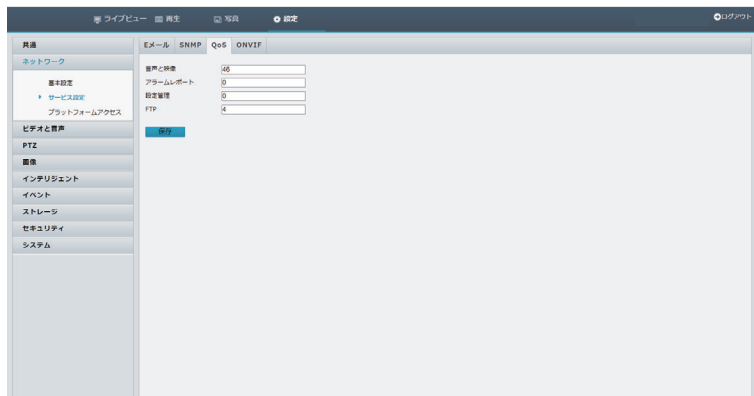 ライブビュー 再生 写真 設定 ログアウト
共通
ネットワーク
基本設定
サービス設定
プラットフォームアクセス
ビデオと音声
PTZ
画像
インテリジェント
イベント
ストレージ
セキュリティ
システム
Eメール SNMP QoS ONVIF
音声と映像 46
アラームレポート 0
設定管理 0
FTP 4
保存